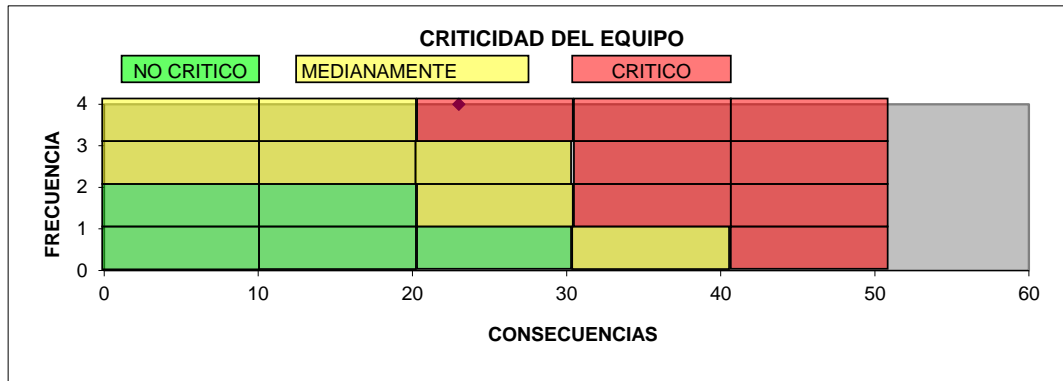 CRITICIDAD DEL EQUIPO
NO CRITICO
MEDIANAMENTE
CRITICO
FRECUENCIA
4
3
2
1
0
0 10 20 30 40 50 60
CONSECUENCIAS